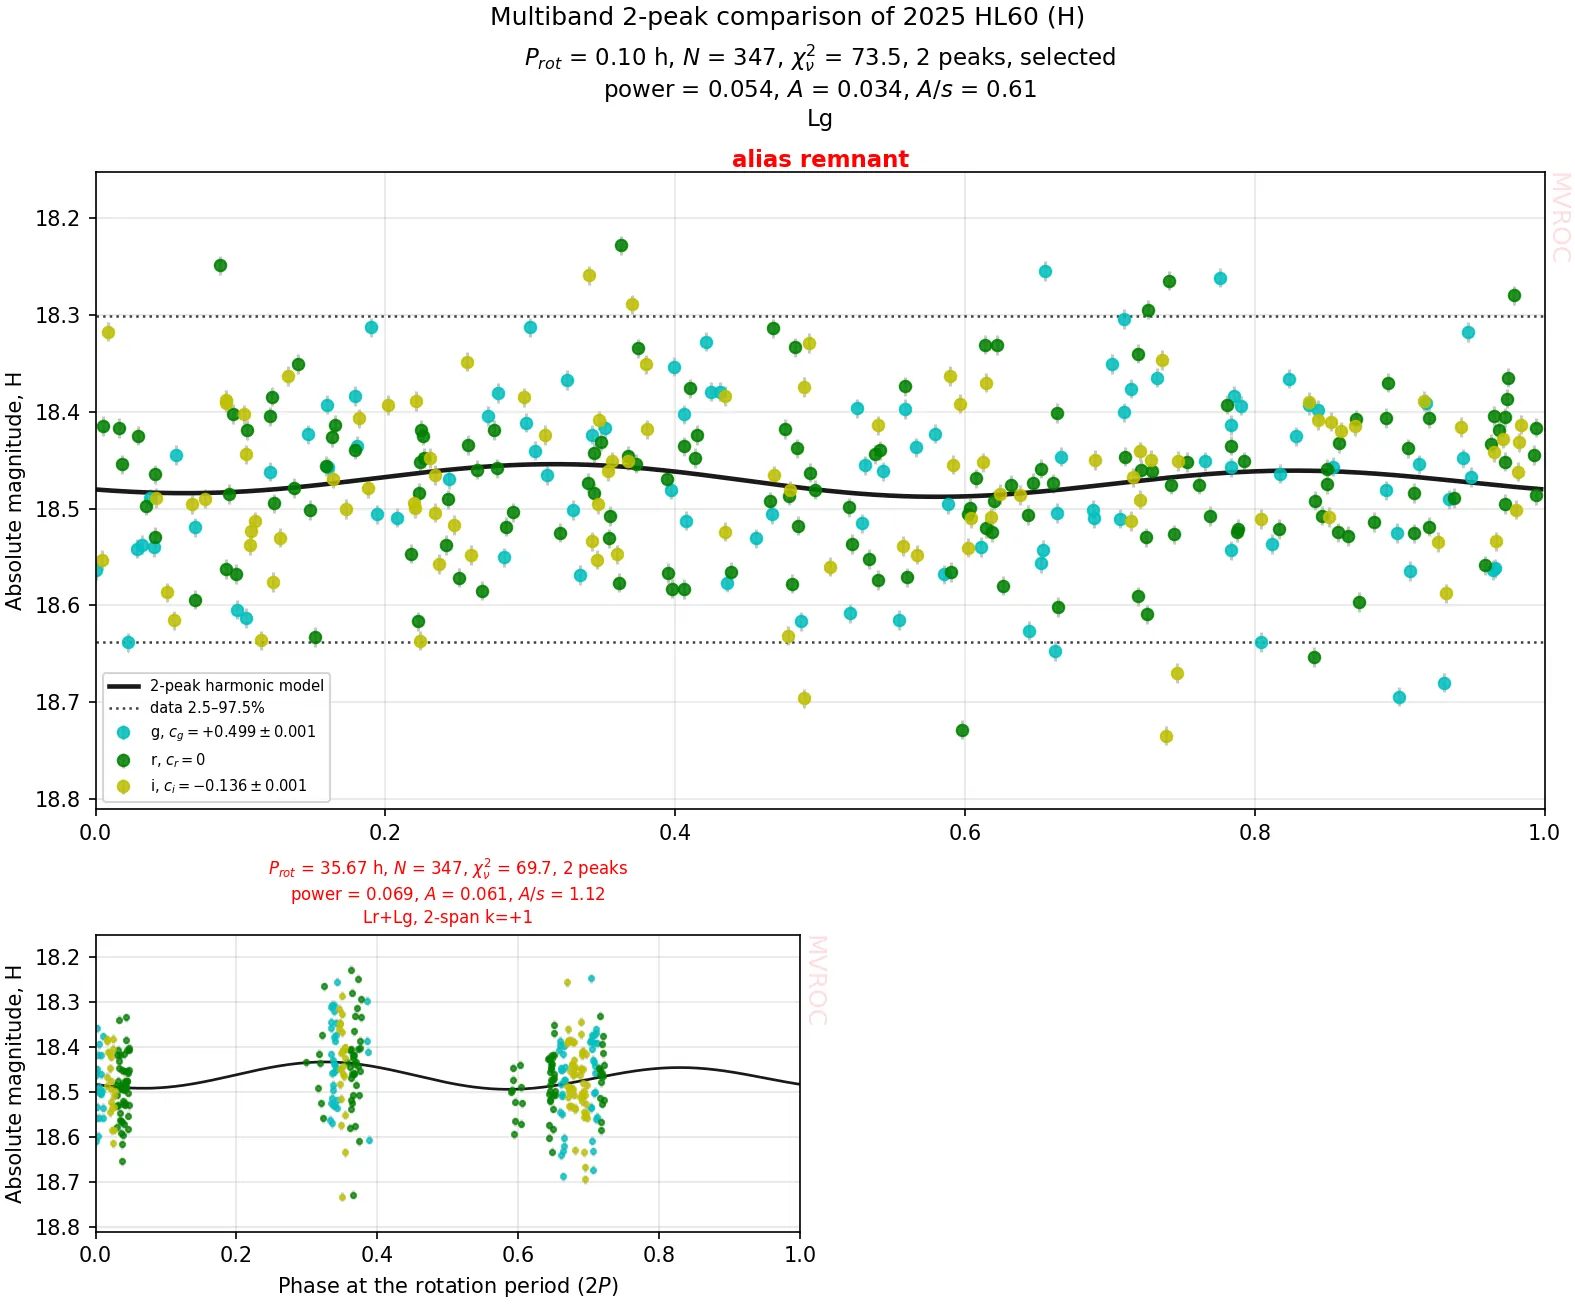 Multiband 2-peak comparison of 2025 HL60 (H)
P_rot = 0.10 h, N = 347, χ²_ν = 73.5, 2 peaks, selected
power = 0.054, A = 0.034, A/s = 0.61
Lg
alias remnant
MVROC
Absolute magnitude, H
18.2
18.3
18.4
18.5
18.6
18.7
18.8
2-peak harmonic model
data 2.5–97.5%
g, c_g = +0.499 ± 0.001
r, c_r = 0
i, c_i = −0.136 ± 0.001
0.0 0.2 0.4 0.6 0.8 1.0
P_rot = 35.67 h, N = 347, χ²_ν = 69.7, 2 peaks
power = 0.069, A = 0.061, A/s = 1.12
Lr+Lg, 2-span k=+1
MVROC
Absolute magnitude, H
18.2
18.3
18.4
18.5
18.6
18.7
18.8
0.0 0.2 0.4 0.6 0.8 1.0
Phase at the rotation period (2P)